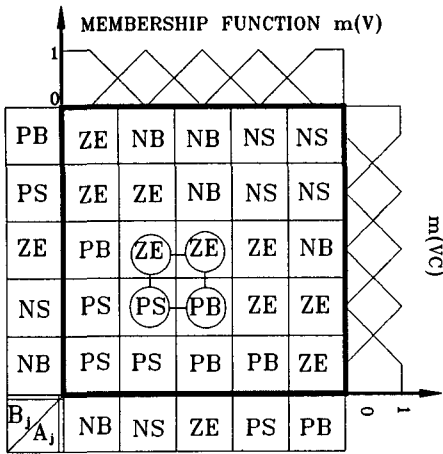 MEMBERSHIP FUNCTION m(V)
1
0
PB ZE NB NB NS NS
PS ZE ZE NB NS NS
ZE PB ZE ZE ZE NB
NS PS PS PB ZE ZE
NB PS PS PB PB ZE
Bj Aj NB NS ZE PS PB
m(VC)
0 1